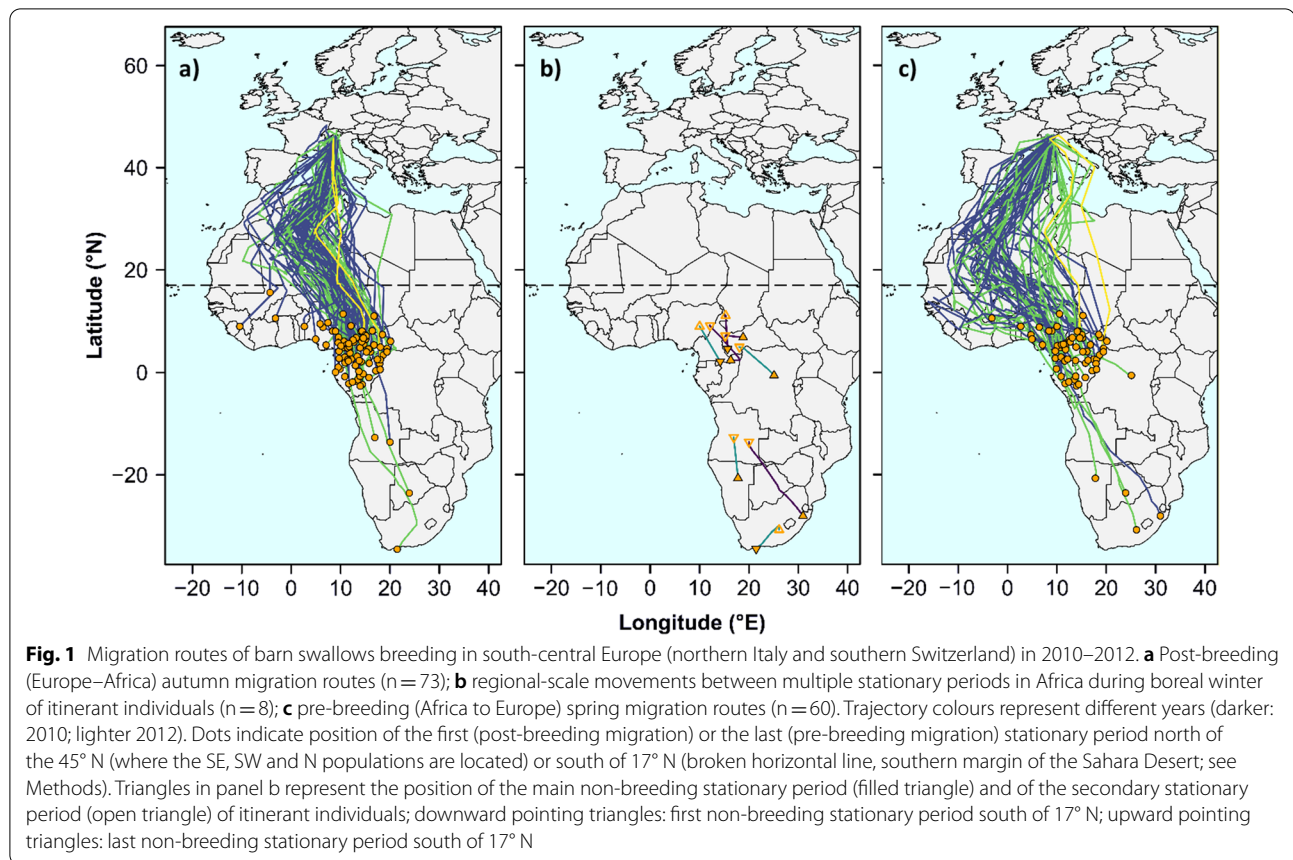 a)
b)
c)
60
40
20
0
−20
Latitude (°N)
−20 −10 0 10 20 30 40
−20 −10 0 10 20 30 40
−20 −10 0 10 20 30 40
Longitude (°E)
Fig. 1 Migration routes of barn swallows breeding in south-central Europe (northern Italy and southern Switzerland) in 2010–2012. a Post-breeding
(Europe–Africa) autumn migration routes (n = 73); b regional-scale movements between multiple stationary periods in Africa during boreal winter
of itinerant individuals (n = 8); c pre-breeding (Africa to Europe) spring migration routes (n = 60). Trajectory colours represent different years (darker:
2010; lighter 2012). Dots indicate position of the first (post-breeding migration) or the last (pre-breeding migration) stationary period north of
the 45° N (where the SE, SW and N populations are located) or south of 17° N (broken horizontal line, southern margin of the Sahara Desert; see
Methods). Triangles in panel b represent the position of the main non-breeding stationary period (filled triangle) and of the secondary stationary
period (open triangle) of itinerant individuals; downward pointing triangles: first non-breeding stationary period south of 17° N; upward pointing
triangles: last non-breeding stationary period south of 17° N